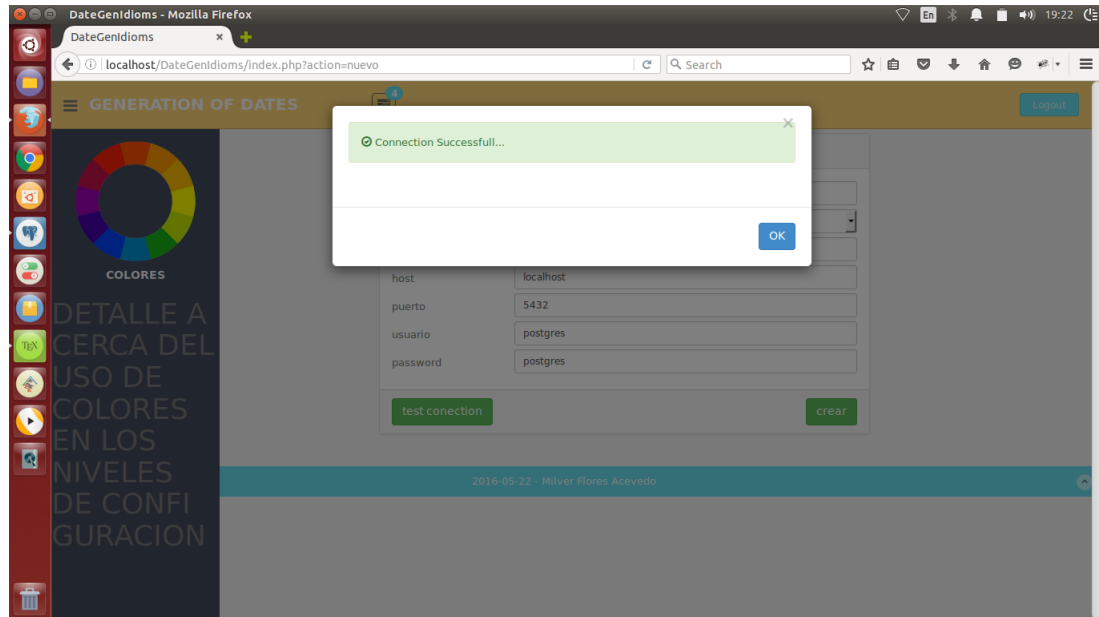 DateGenIdioms - Mozilla Firefox
En
19:22
DateGenIdioms ×
localhost/DateGenIdioms/index.php?action=nuevo
Search
GENERATION OF DATES
4
Logout
×
Connection Successfull...
OK
COLORES
DETALLE A
CERCA DEL
USO DE
COLORES
EN LOS
NIVELES
DE CONFI
GURACION
host
localhost
puerto
5432
usuario
postgres
password
postgres
test conection
crear
2016-05-22 - Milver Flores Acevedo
TEX